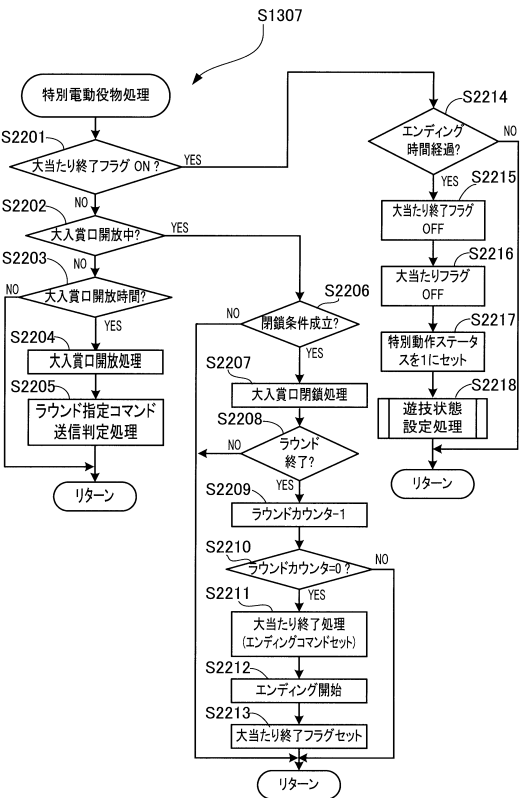 S1307
特別電動役物処理
S2201
大当たり終了フラグ ON？
YES
NO
S2202
大入賞口開放中？
YES
NO
S2203
大入賞口開放時間？
NO
YES
S2204
大入賞口開放処理
S2205
ラウンド指定コマンド
送信判定処理
リターン
S2206
閉鎖条件成立？
NO
YES
S2207
大入賞口閉鎖処理
S2208
ラウンド
終了？
NO
YES
S2209
ラウンドカウンタ-1
S2210
ラウンドカウンタ=0？
NO
YES
S2211
大当たり終了処理
(エンディングコマンドセット)
S2212
エンディング開始
S2213
大当たり終了フラグセット
リターン
S2214
エンディング
時間経過？
NO
YES
S2215
大当たり終了フラグ
OFF
S2216
大当たりフラグ
OFF
S2217
特別動作ステータ
スを1にセット
S2218
遊技状態
設定処理
リターン